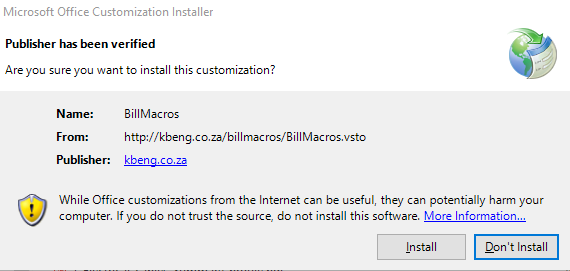 Microsoft Office Customization Installer
Publisher has been verified
Are you sure you want to install this customization?
Name: BillMacros
From: http://kbeng.co.za/billmacros/BillMacros.vsto
Publisher: kbeng.co.za
While Office customizations from the Internet can be useful, they can potentially harm your
computer. If you do not trust the source, do not install this software. More Information...
Install Don't Install